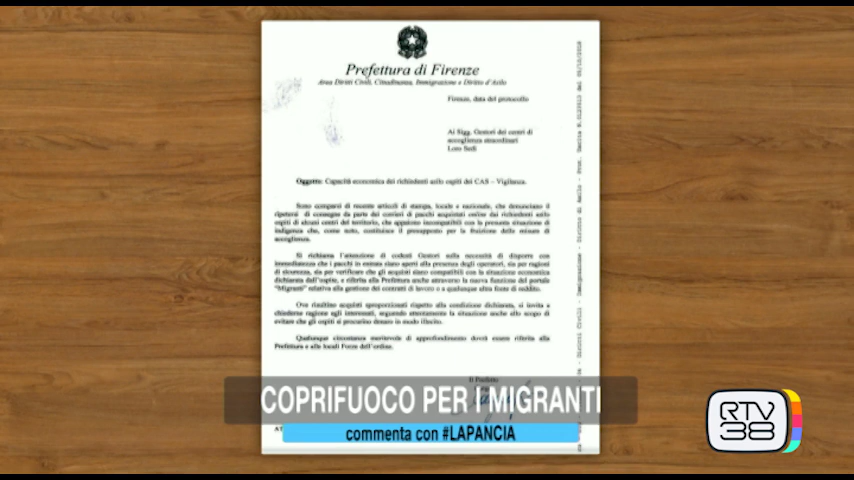 Prefettura di Firenze
Area Diritti Civili, Cittadinanza, Immigrazione e Diritto d'Asilo
Firenze, data del protocollo
Ai Sigg. Gestori dei centri di
accoglienza straordinari
Loro Sedi
Oggetto: Capacità economica dei richiedenti asilo ospiti dei CAS – Vigilanza.
Sono comparsi di recente articoli di stampa, locale e nazionale, che denunciano il
ripetersi di consegne da parte dei corrieri di pacchi acquistati online dai richiedenti asilo
ospiti di alcuni centri del territorio, che appaiono incompatibili con la presunta situazione di
indigenza che, come noto, costituisce il presupposto per la fruizione delle misure di
accoglienza.
Si richiama l'attenzione di codesti Gestori sulla necessità di disporre con
immediatezza che i pacchi in entrata siano aperti alla presenza degli operatori, sia per ragioni
di sicurezza, sia per verificare che gli acquisti siano compatibili con la situazione economica
dichiarata dall'ospite, e riferita alla Prefettura anche attraverso la nuova funzione del portale
"Migranti" relativa alla gestione dei contratti di lavoro o a qualunque altra fonte di reddito.
Ove risultino acquisti sproporzionati rispetto alla condizione dichiarata, si invita a
chiederne ragione agli interessati, seguendo attentamente la situazione anche allo scopo di
evitare che gli ospiti si procurino denaro in modo illecito.
Qualunque circostanza meritevole di approfondimento dovrà essere riferita alla
Prefettura e alle locali Forze dell'ordine.
Il Prefetto
COPRIFUOCO PER I MIGRANTI
commenta con #LAPANCIA
RTV
38